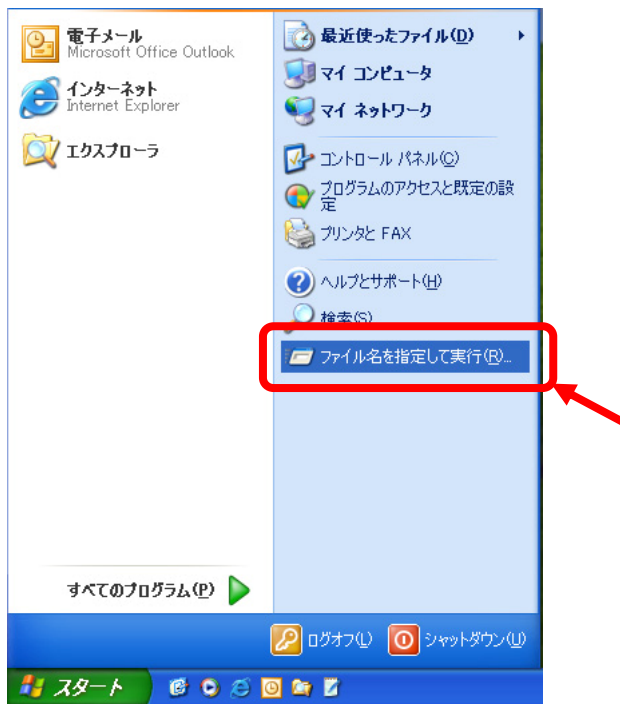 電子メール
Microsoft Office Outlook
インターネット
Internet Explorer
エクスプローラ
すべてのプログラム(P)
最近使ったファイル(D)
マイ コンピュータ
マイ ネットワーク
コントロール パネル(C)
プログラムのアクセスと既定の設
定
プリンタと FAX
ヘルプとサポート(H)
検索(S)
ファイル名を指定して実行(R)...
ログオフ(L)
シャットダウン(U)
スタート